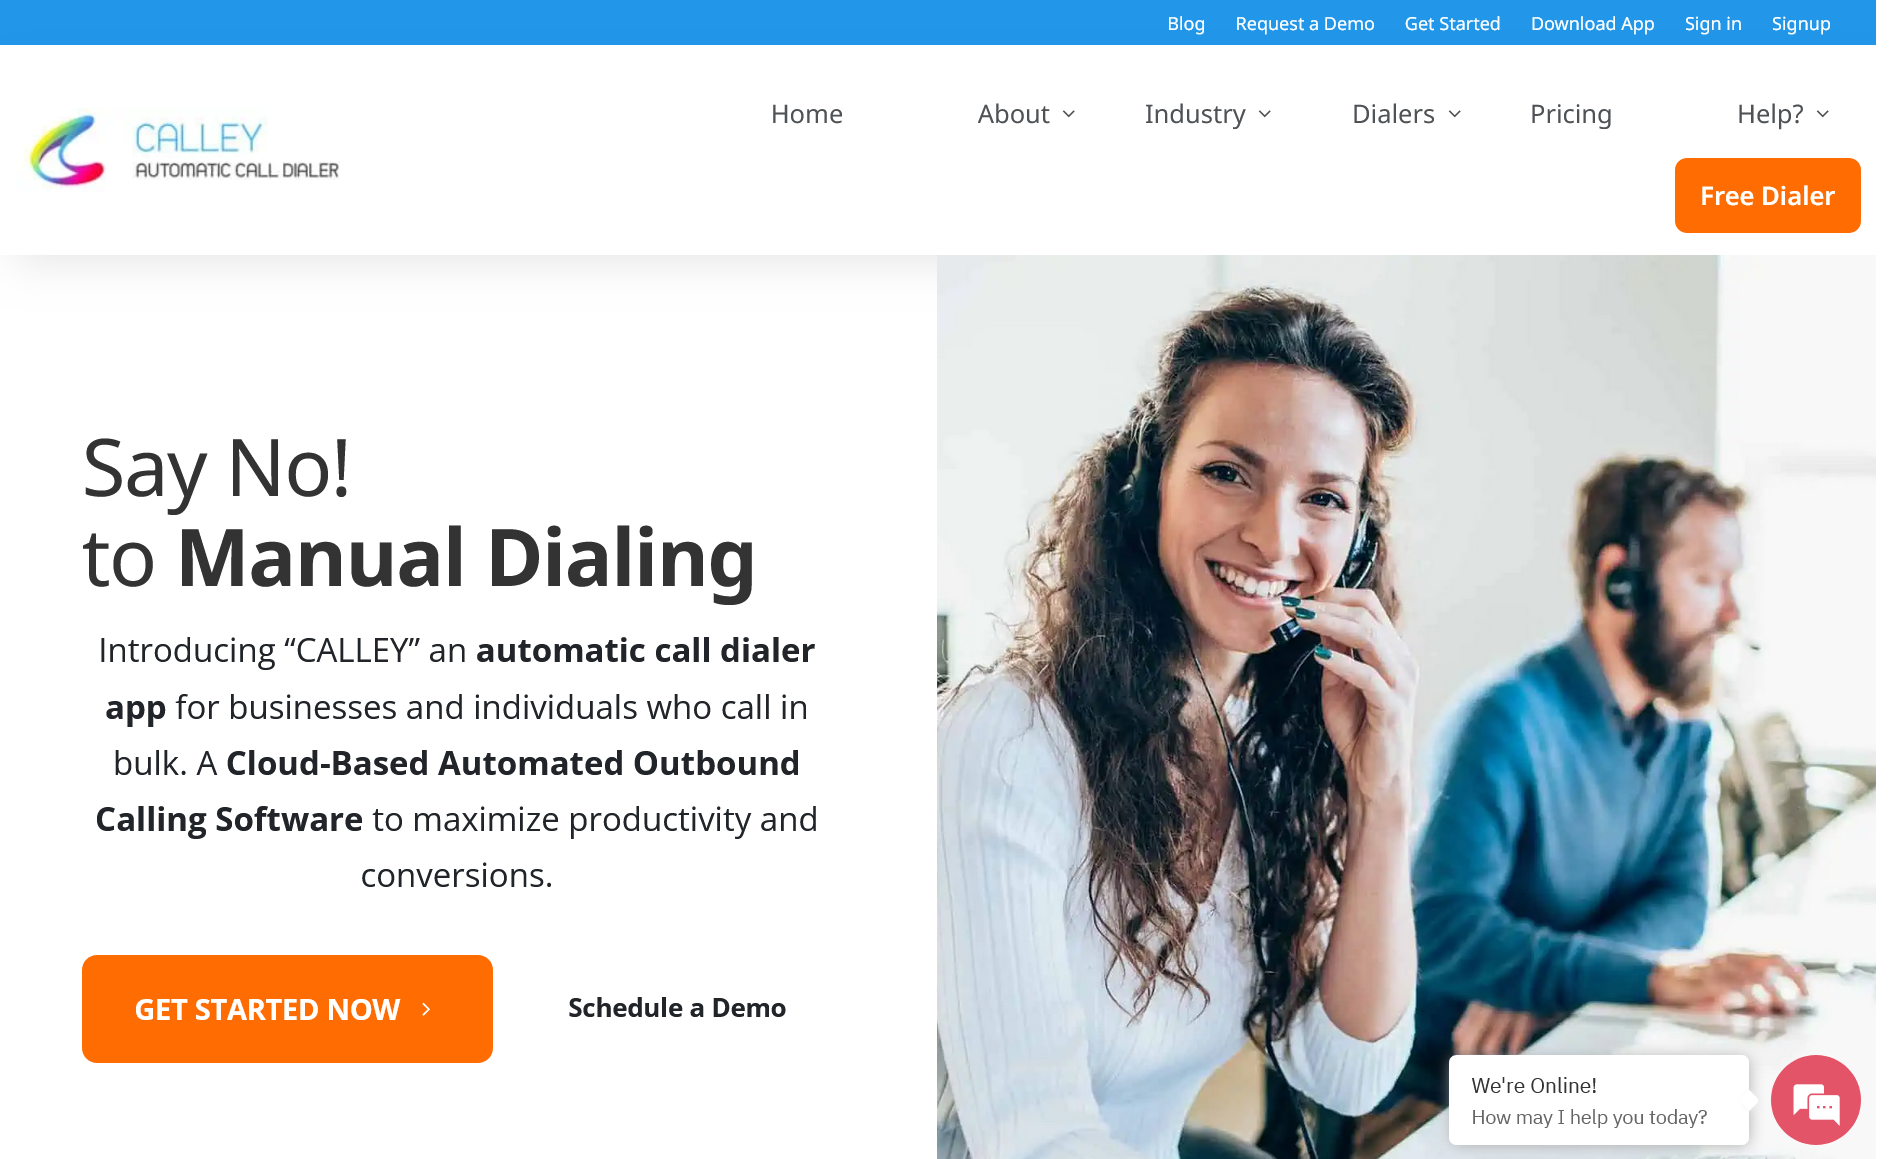 Blog Request a Demo Get Started Download App Sign in Signup
CALLEY
AUTOMATIC CALL DIALER
Home About Industry Dialers Pricing Help?
Free Dialer
Say No!
to Manual Dialing
Introducing “CALLEY” an automatic call dialer
app for businesses and individuals who call in
bulk. A Cloud-Based Automated Outbound
Calling Software to maximize productivity and
conversions.
GET STARTED NOW
Schedule a Demo
We're Online!
How may I help you today?